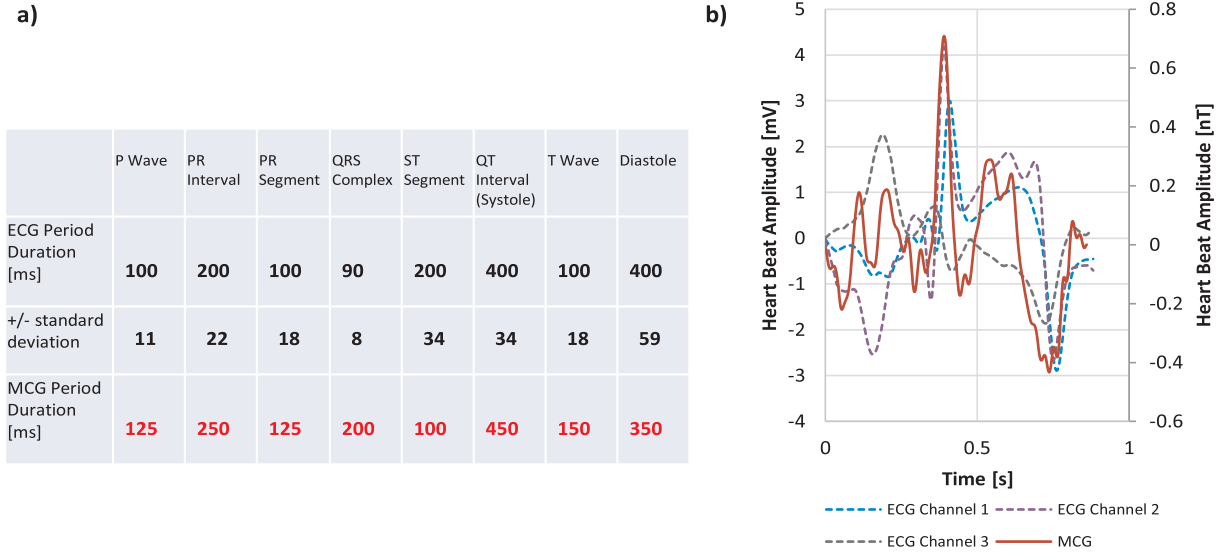 a)
P Wave PR Interval PR Segment QRS Complex ST Segment QT Interval (Systole) T Wave Diastole
ECG Period Duration [ms] 100 200 100 90 200 400 100 400
+/- standard deviation 11 22 18 8 34 34 18 59
MCG Period Duration [ms] 125 250 125 200 100 450 150 350
b)
Heart Beat Amplitude [mV]
5
4
3
2
1
0
-1
-2
-3
-4
0.8
0.6
0.4
0.2
0
-0.2
-0.4
-0.6
Heart Beat Amplitude [nT]
0 0.5 1
Time [s]
ECG Channel 1 ECG Channel 2
ECG Channel 3 MCG